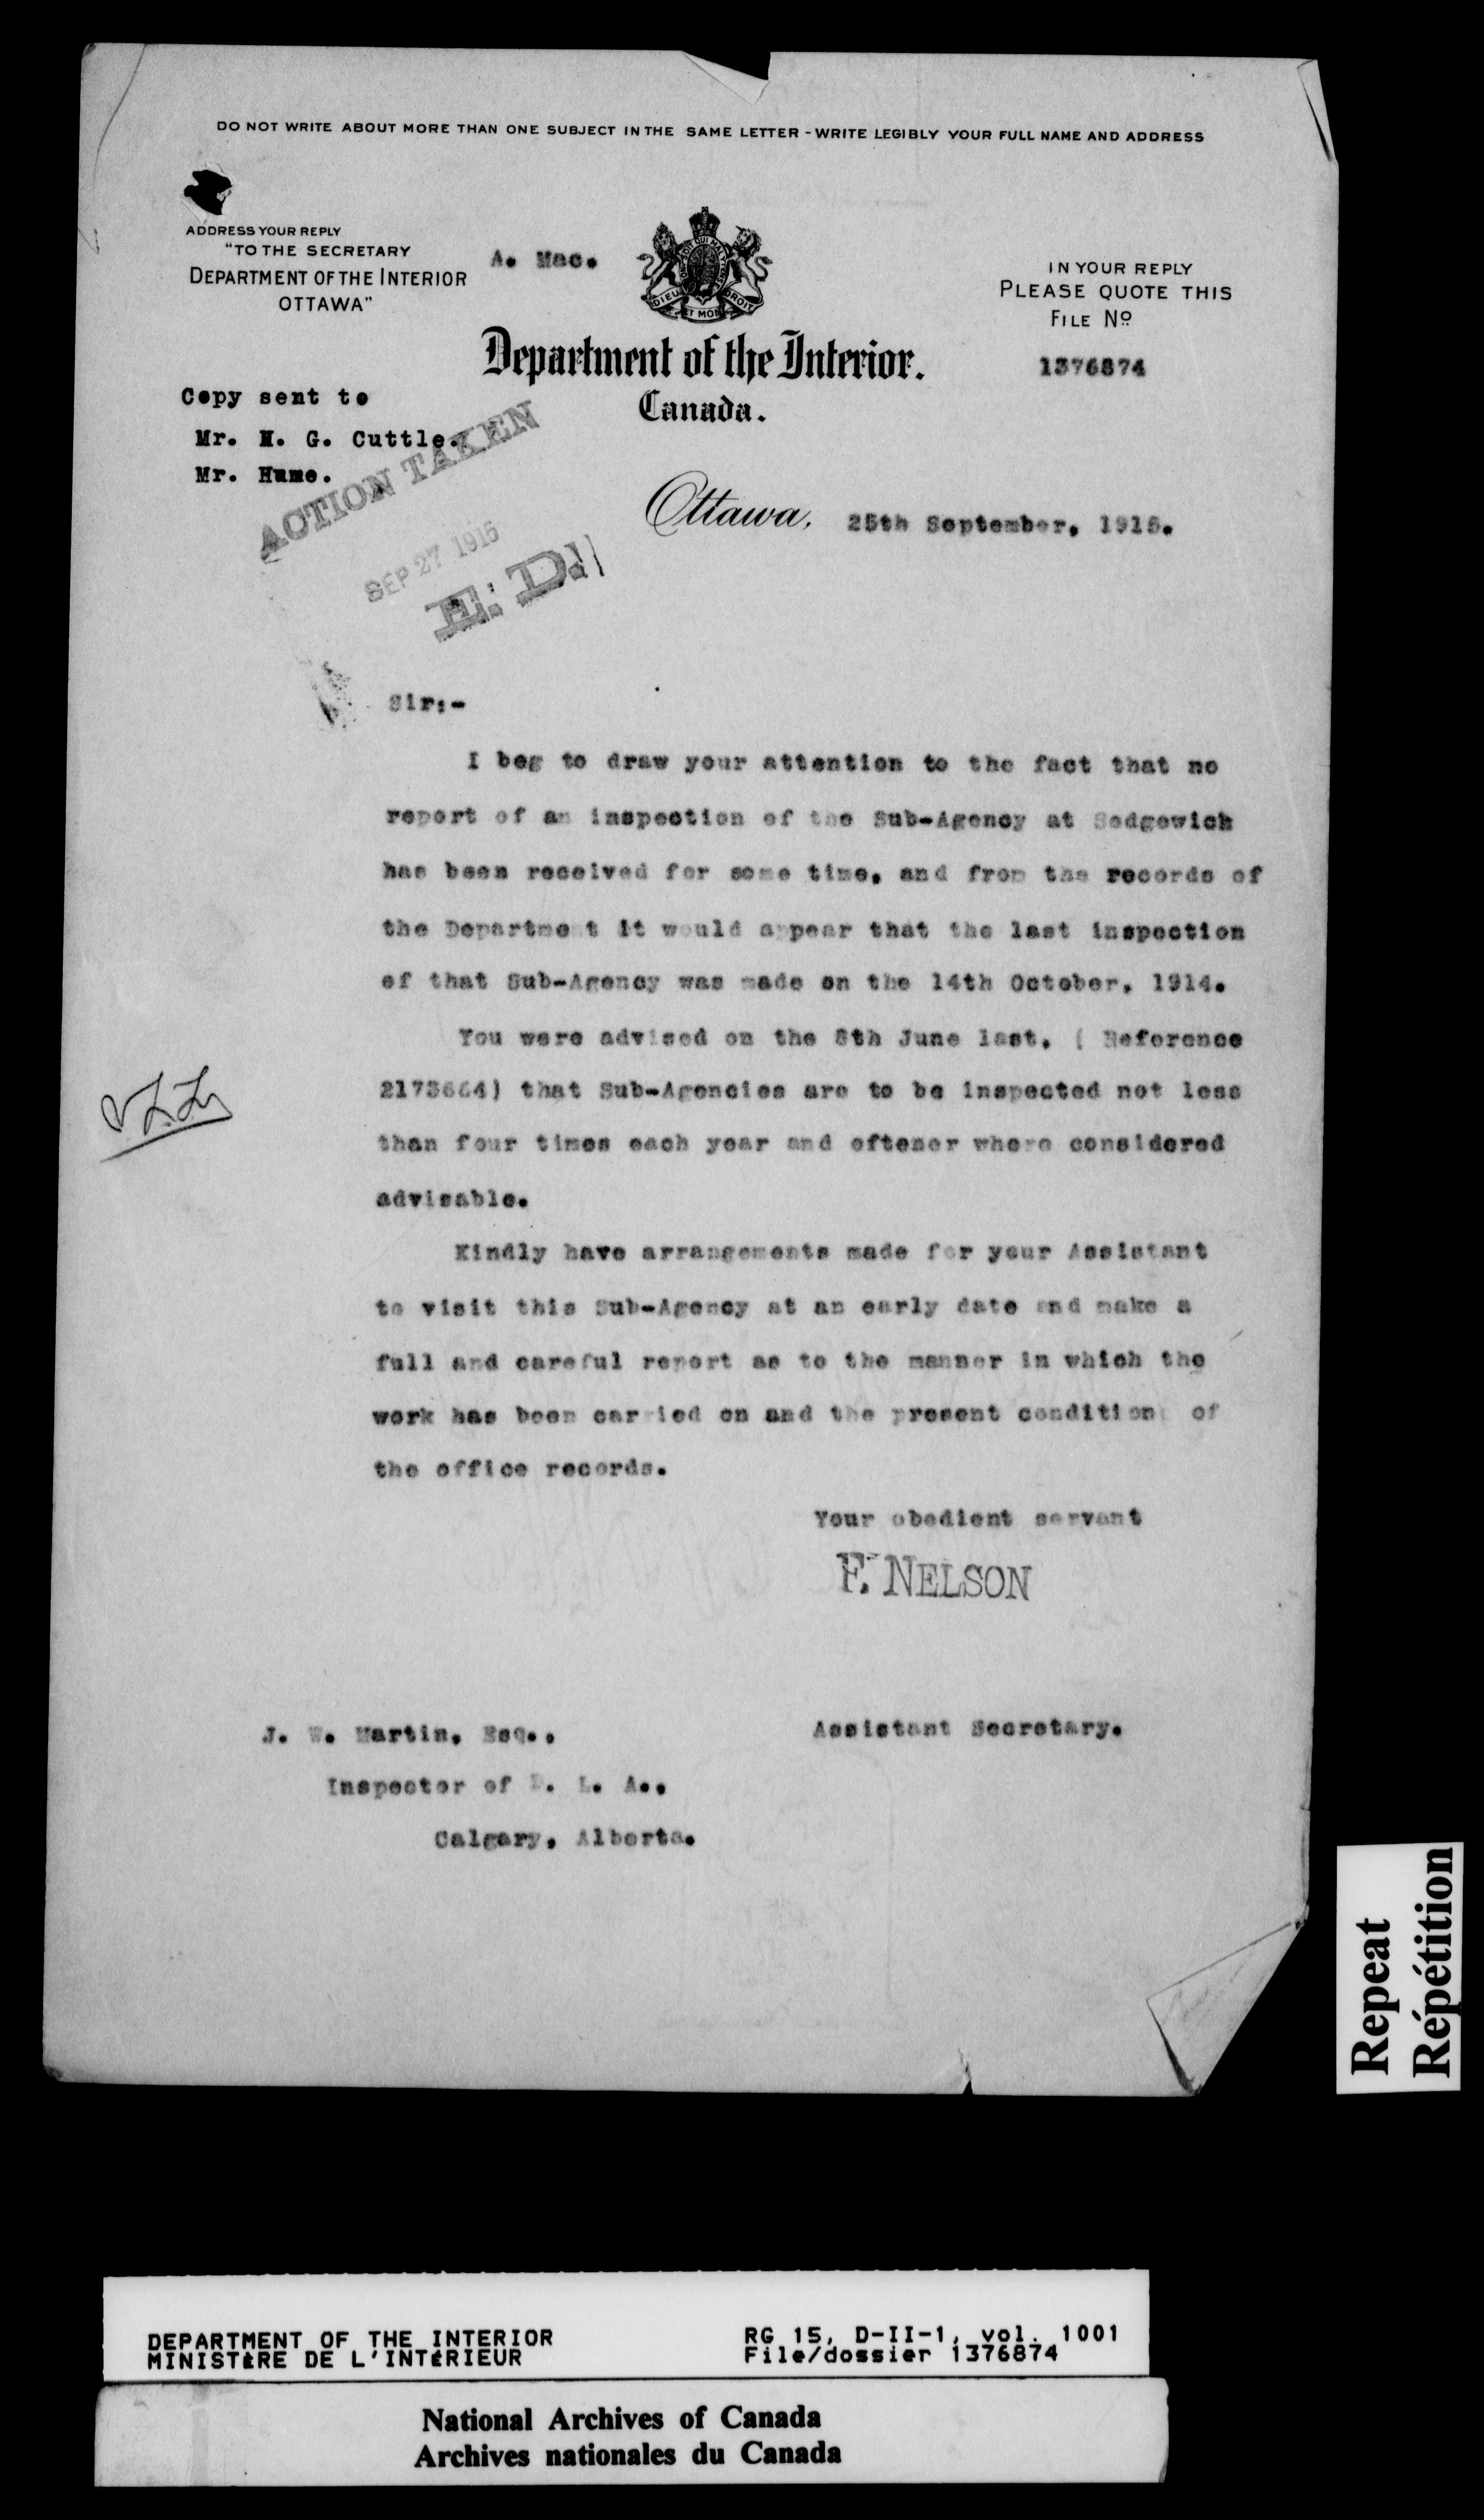 DO NOT WRITE ABOUT MORE THAN ONE SUBJECT IN THE SAME LETTER - WRITE LEGIBLY YOUR FULL NAME AND ADDRESS
ADDRESS YOUR REPLY
"TO THE SECRETARY
DEPARTMENT OF THE INTERIOR
OTTAWA"
A. Mac.
DIEU ET MON DROIT
IN YOUR REPLY
PLEASE QUOTE THIS
FILE No
1376874
Department of the Interior.
Canada.
Copy sent to
Mr. N. G. Cuttle.
Mr. Hume.
ACTION TAKEN
SEP 27 1915
E. D.
Ottawa, 25th September, 1915.
Sir:-
I beg to draw your attention to the fact that no
report of an inspection of the Sub-Agency at Sedgewick
has been received for some time, and from the records of
the Department it would appear that the last inspection
of that Sub-Agency was made on the 14th October, 1914.
You were advised on the 8th June last, ( Reference
2173664) that Sub-Agencies are to be inspected not less
than four times each year and oftener where considered
advisable.
Kindly have arrangements made for your Assistant
to visit this Sub-Agency at an early date and make a
full and careful report as to the manner in which the
work has been carried on and the present condition of
the office records.
Your obedient servant
F. NELSON
Assistant Secretary.
J. W. Martin, Esq.,
Inspector of D. L. A.,
Calgary, Alberta.
Repeat
Répétition
DEPARTMENT OF THE INTERIOR
MINISTÈRE DE L'INTÉRIEUR
RG 15, D-II-1, vol. 1001
File/dossier 1376874
National Archives of Canada
Archives nationales du Canada